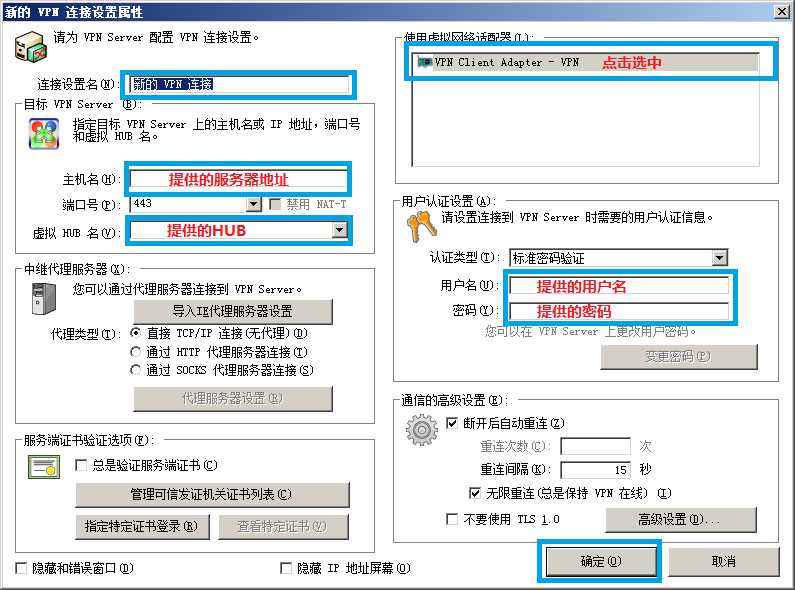 新的 VPN 连接设置属性
请为 VPN Server 配置 VPN 连接设置。
连接设置名(N):
新的 VPN 连接
目标 VPN Server (B):
指定目标 VPN Server 上的主机名或 IP 地址,端口号
和虚拟 HUB 名。
主机名(H):
提供的服务器地址
端口号(P):
443
禁用 NAT-T
虚拟 HUB 名(V):
提供的HUB
中继代理服务器(X):
您可以通过代理服务器连接到 VPN Server。
导入IE代理服务器设置
代理类型(T):
直接 TCP/IP 连接(无代理)(D)
通过 HTTP 代理服务器连接(T)
通过 SOCKS 代理服务器连接(S)
代理服务器设置(R)
服务端证书验证选项(F):
总是验证服务端证书(C)
管理可信发证机关证书列表(C)
指定特定证书登录(R)
查看特定证书(V)
隐藏和错误窗口(D)
隐藏 IP 地址屏幕(O)
使用虚拟网络适配器(L):
VPN Client Adapter - VPN
点击选中
用户认证设置(A):
请设置连接到 VPN Server 时需要的用户认证信息。
认证类型(T):
标准密码验证
用户名(U):
提供的用户名
密码(Y):
提供的密码
您可以在 VPN Server 上更改用户密码。
变更密码(P)
通信的高级设置(E):
断开后自动重连(Z)
重连次数(C):
次
重连间隔(K):
15
秒
无限重连(总是保持 VPN 在线) (I)
不要使用 TLS 1.0
高级设置(D)...
确定(O)
取消